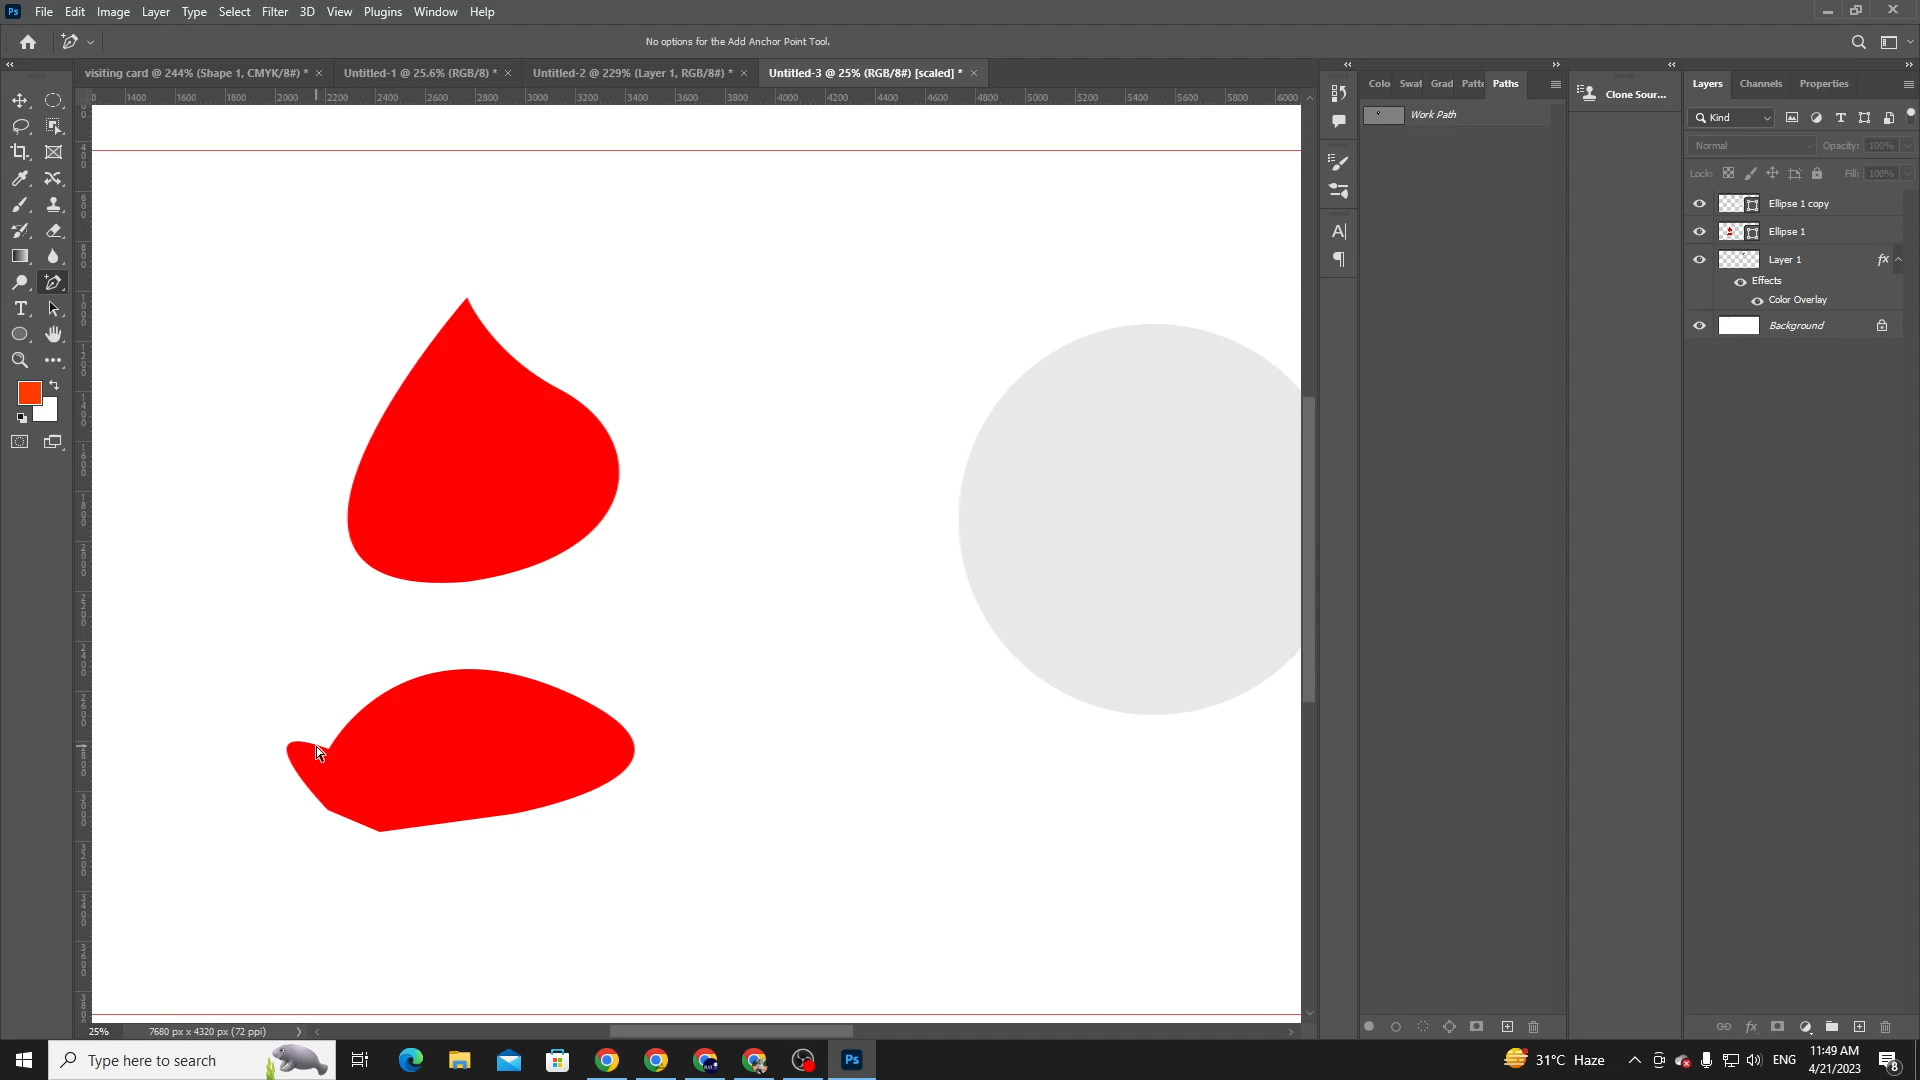 Ps File Edit Image Layer Type Select Filter 3D View Plugins Window Help
No options for the Add Anchor Point Tool.
visiting card @ 244% (Shape 1, CMYK/8#) * × Untitled-1 @ 25.6% (RGB/8) * × Untitled-2 @ 229% (Layer 1, RGB/8#) * × Untitled-3 @ 25% (RGB/8#) [scaled] * ×
Colo Swat Grad Patte Paths
Clone Sour...
Layers Channels Properties
0 1400 1600 1800 2000 2200 2400 2600 2800 3000 3200 3400 3600 3800 4000 4200 4400 4600 4800 5000 5200 5400 5600 5800 6000
Work Path
Kind
Normal Opacity: 100%
Lock: Fill: 100%
Ellipse 1 copy
Ellipse 1
Layer 1 fx
Effects
Color Overlay
Background
25% 7680 px x 4320 px (72 ppi)
Type here to search
Ps
31°C Haze
ENG
11:49 AM
4/21/2023
8